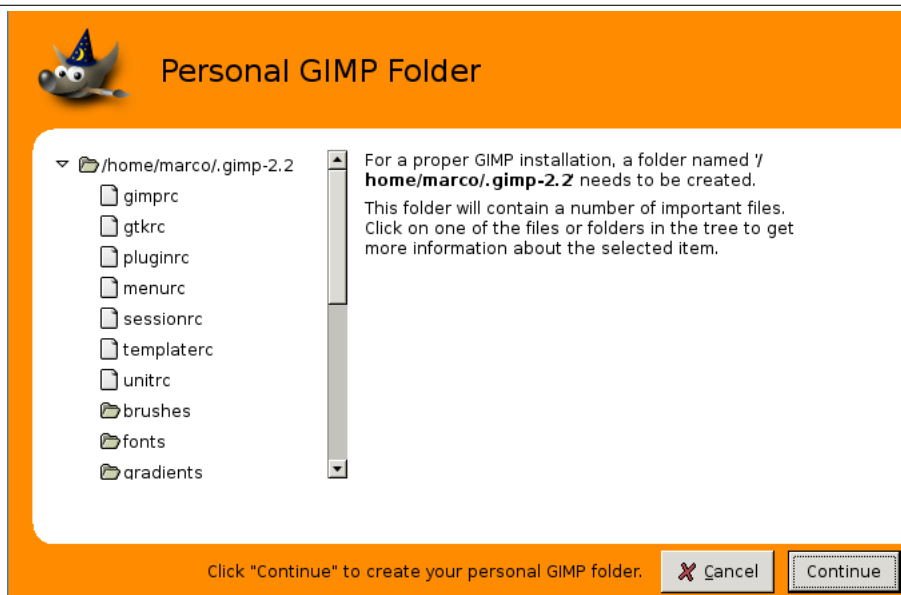 Personal GIMP Folder
/home/marco/.gimp-2.2
gimprc
gtkrc
pluginrc
menurc
sessionrc
templaterc
unitrc
brushes
fonts
gradients
For a proper GIMP installation, a folder named '/
home/marco/.gimp-2.2' needs to be created.
This folder will contain a number of important files.
Click on one of the files or folders in the tree to get
more information about the selected item.
Click "Continue" to create your personal GIMP folder.
Cancel
Continue